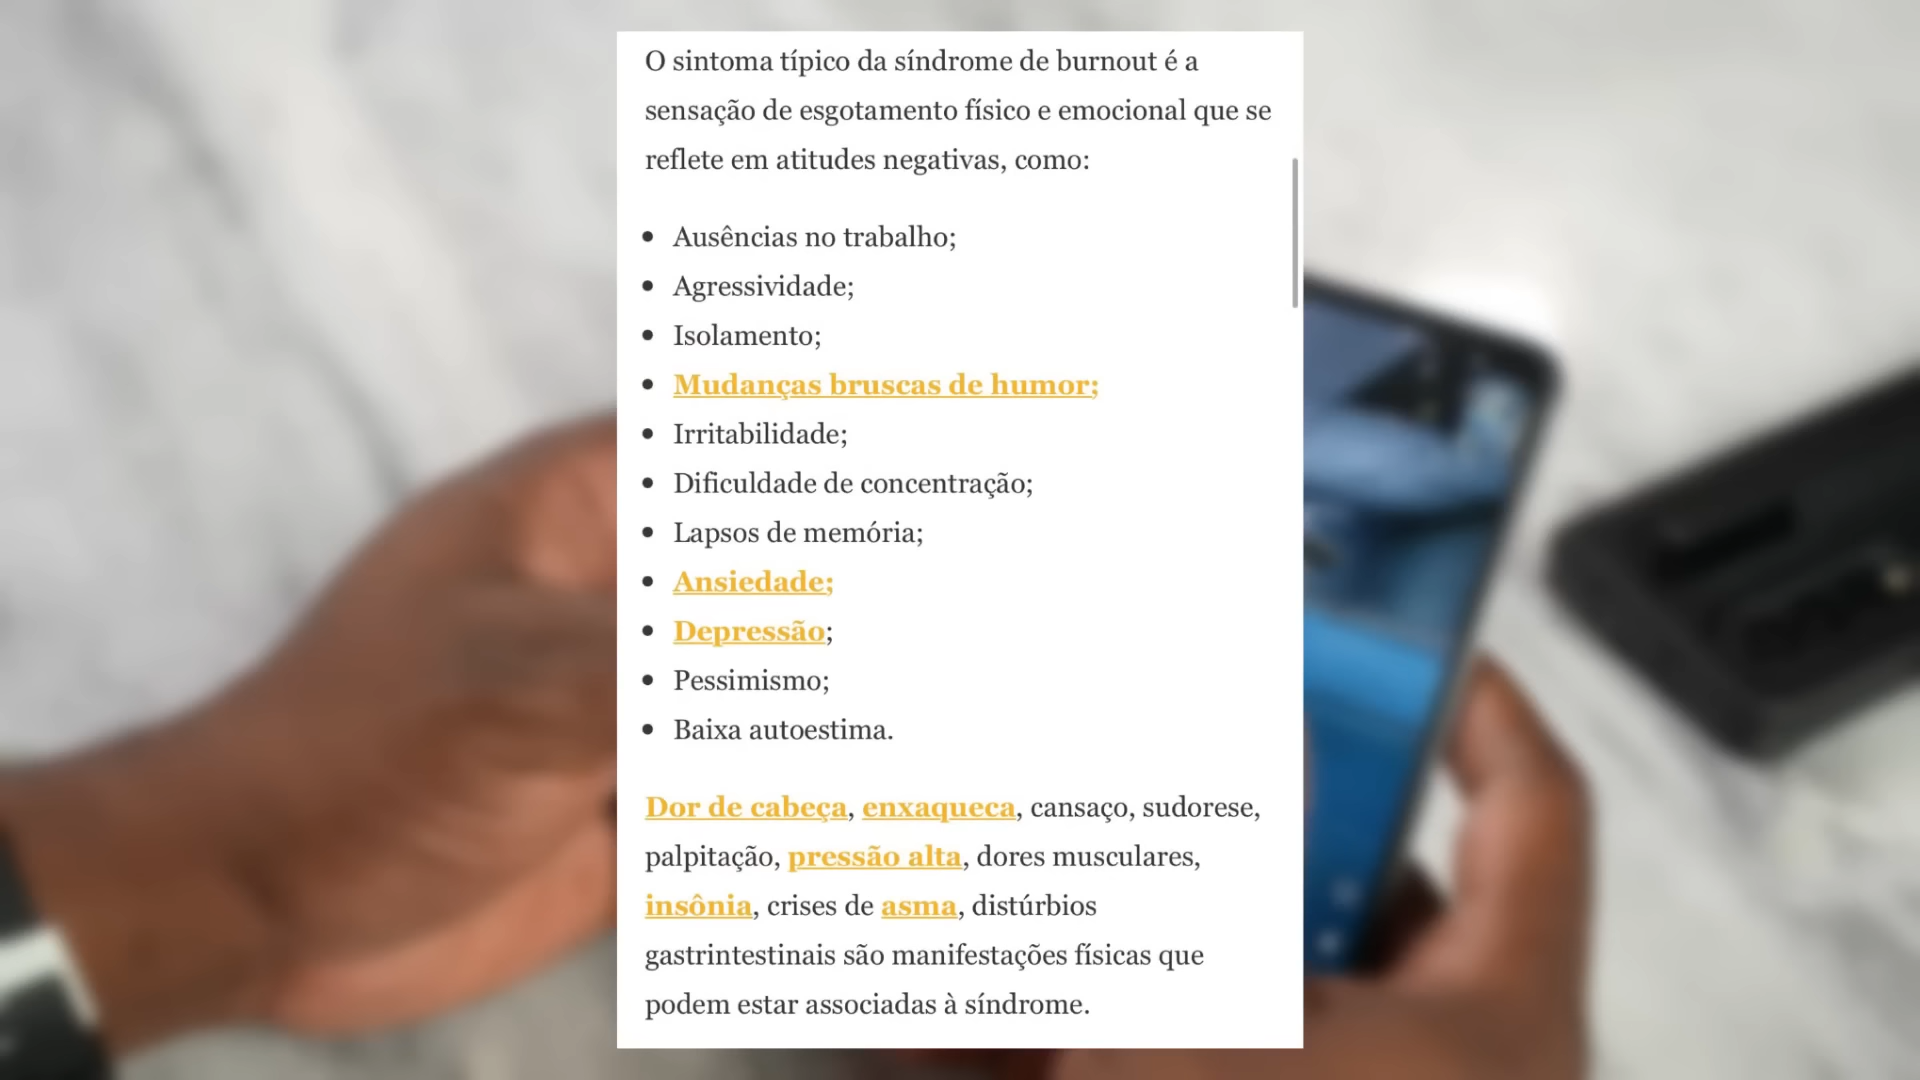 O sintoma típico da síndrome de burnout é a
sensação de esgotamento físico e emocional que se
reflete em atitudes negativas, como:
• Ausências no trabalho;
• Agressividade;
• Isolamento;
• Mudanças bruscas de humor;
• Irritabilidade;
• Dificuldade de concentração;
• Lapsos de memória;
• Ansiedade;
• Depressão;
• Pessimismo;
• Baixa autoestima.
Dor de cabeça, enxaqueca, cansaço, sudorese,
palpitação, pressão alta, dores musculares,
insônia, crises de asma, distúrbios
gastrintestinais são manifestações físicas que
podem estar associadas à síndrome.